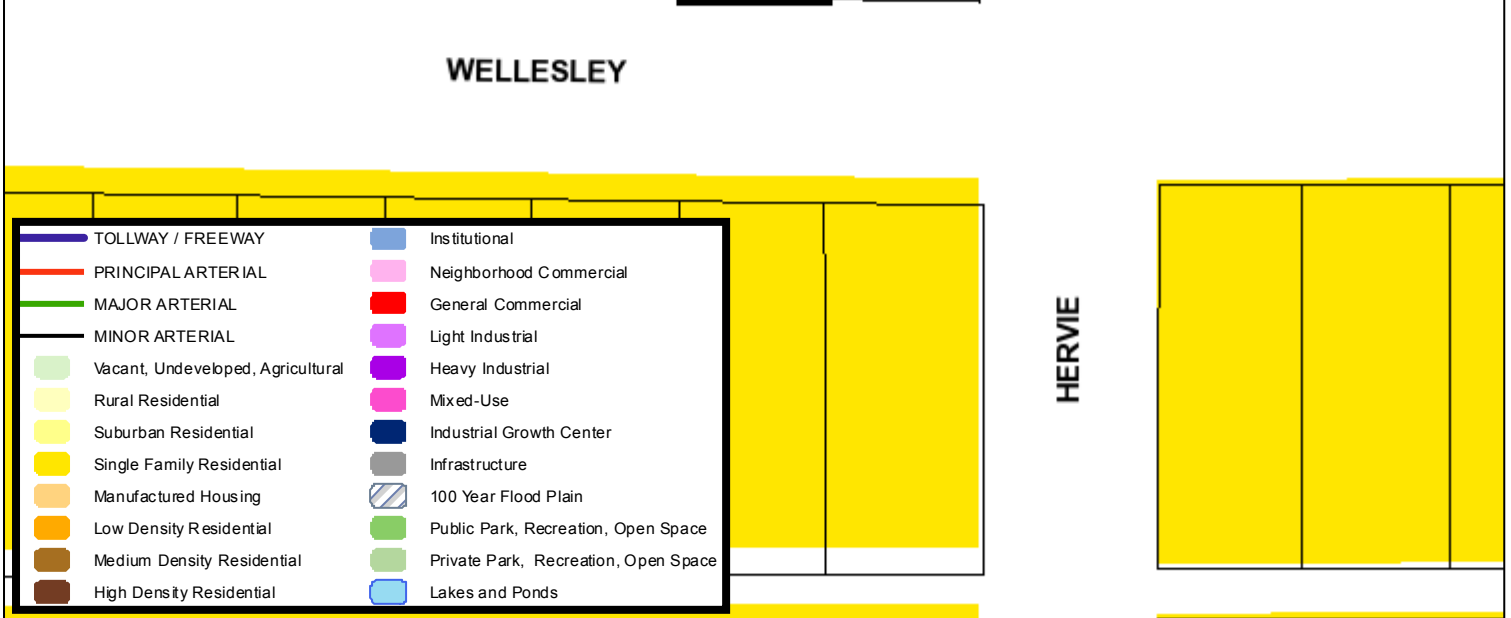 WELLESLEY
HERVIE
TOLLWAY / FREEWAY
PRINCIPAL ARTERIAL
MAJOR ARTERIAL
MINOR ARTERIAL
Vacant, Undeveloped, Agricultural
Rural Residential
Suburban Residential
Single Family Residential
Manufactured Housing
Low Density Residential
Medium Density Residential
High Density Residential
Institutional
Neighborhood Commercial
General Commercial
Light Industrial
Heavy Industrial
Mixed-Use
Industrial Growth Center
Infrastructure
100 Year Flood Plain
Public Park, Recreation, Open Space
Private Park, Recreation, Open Space
Lakes and Ponds